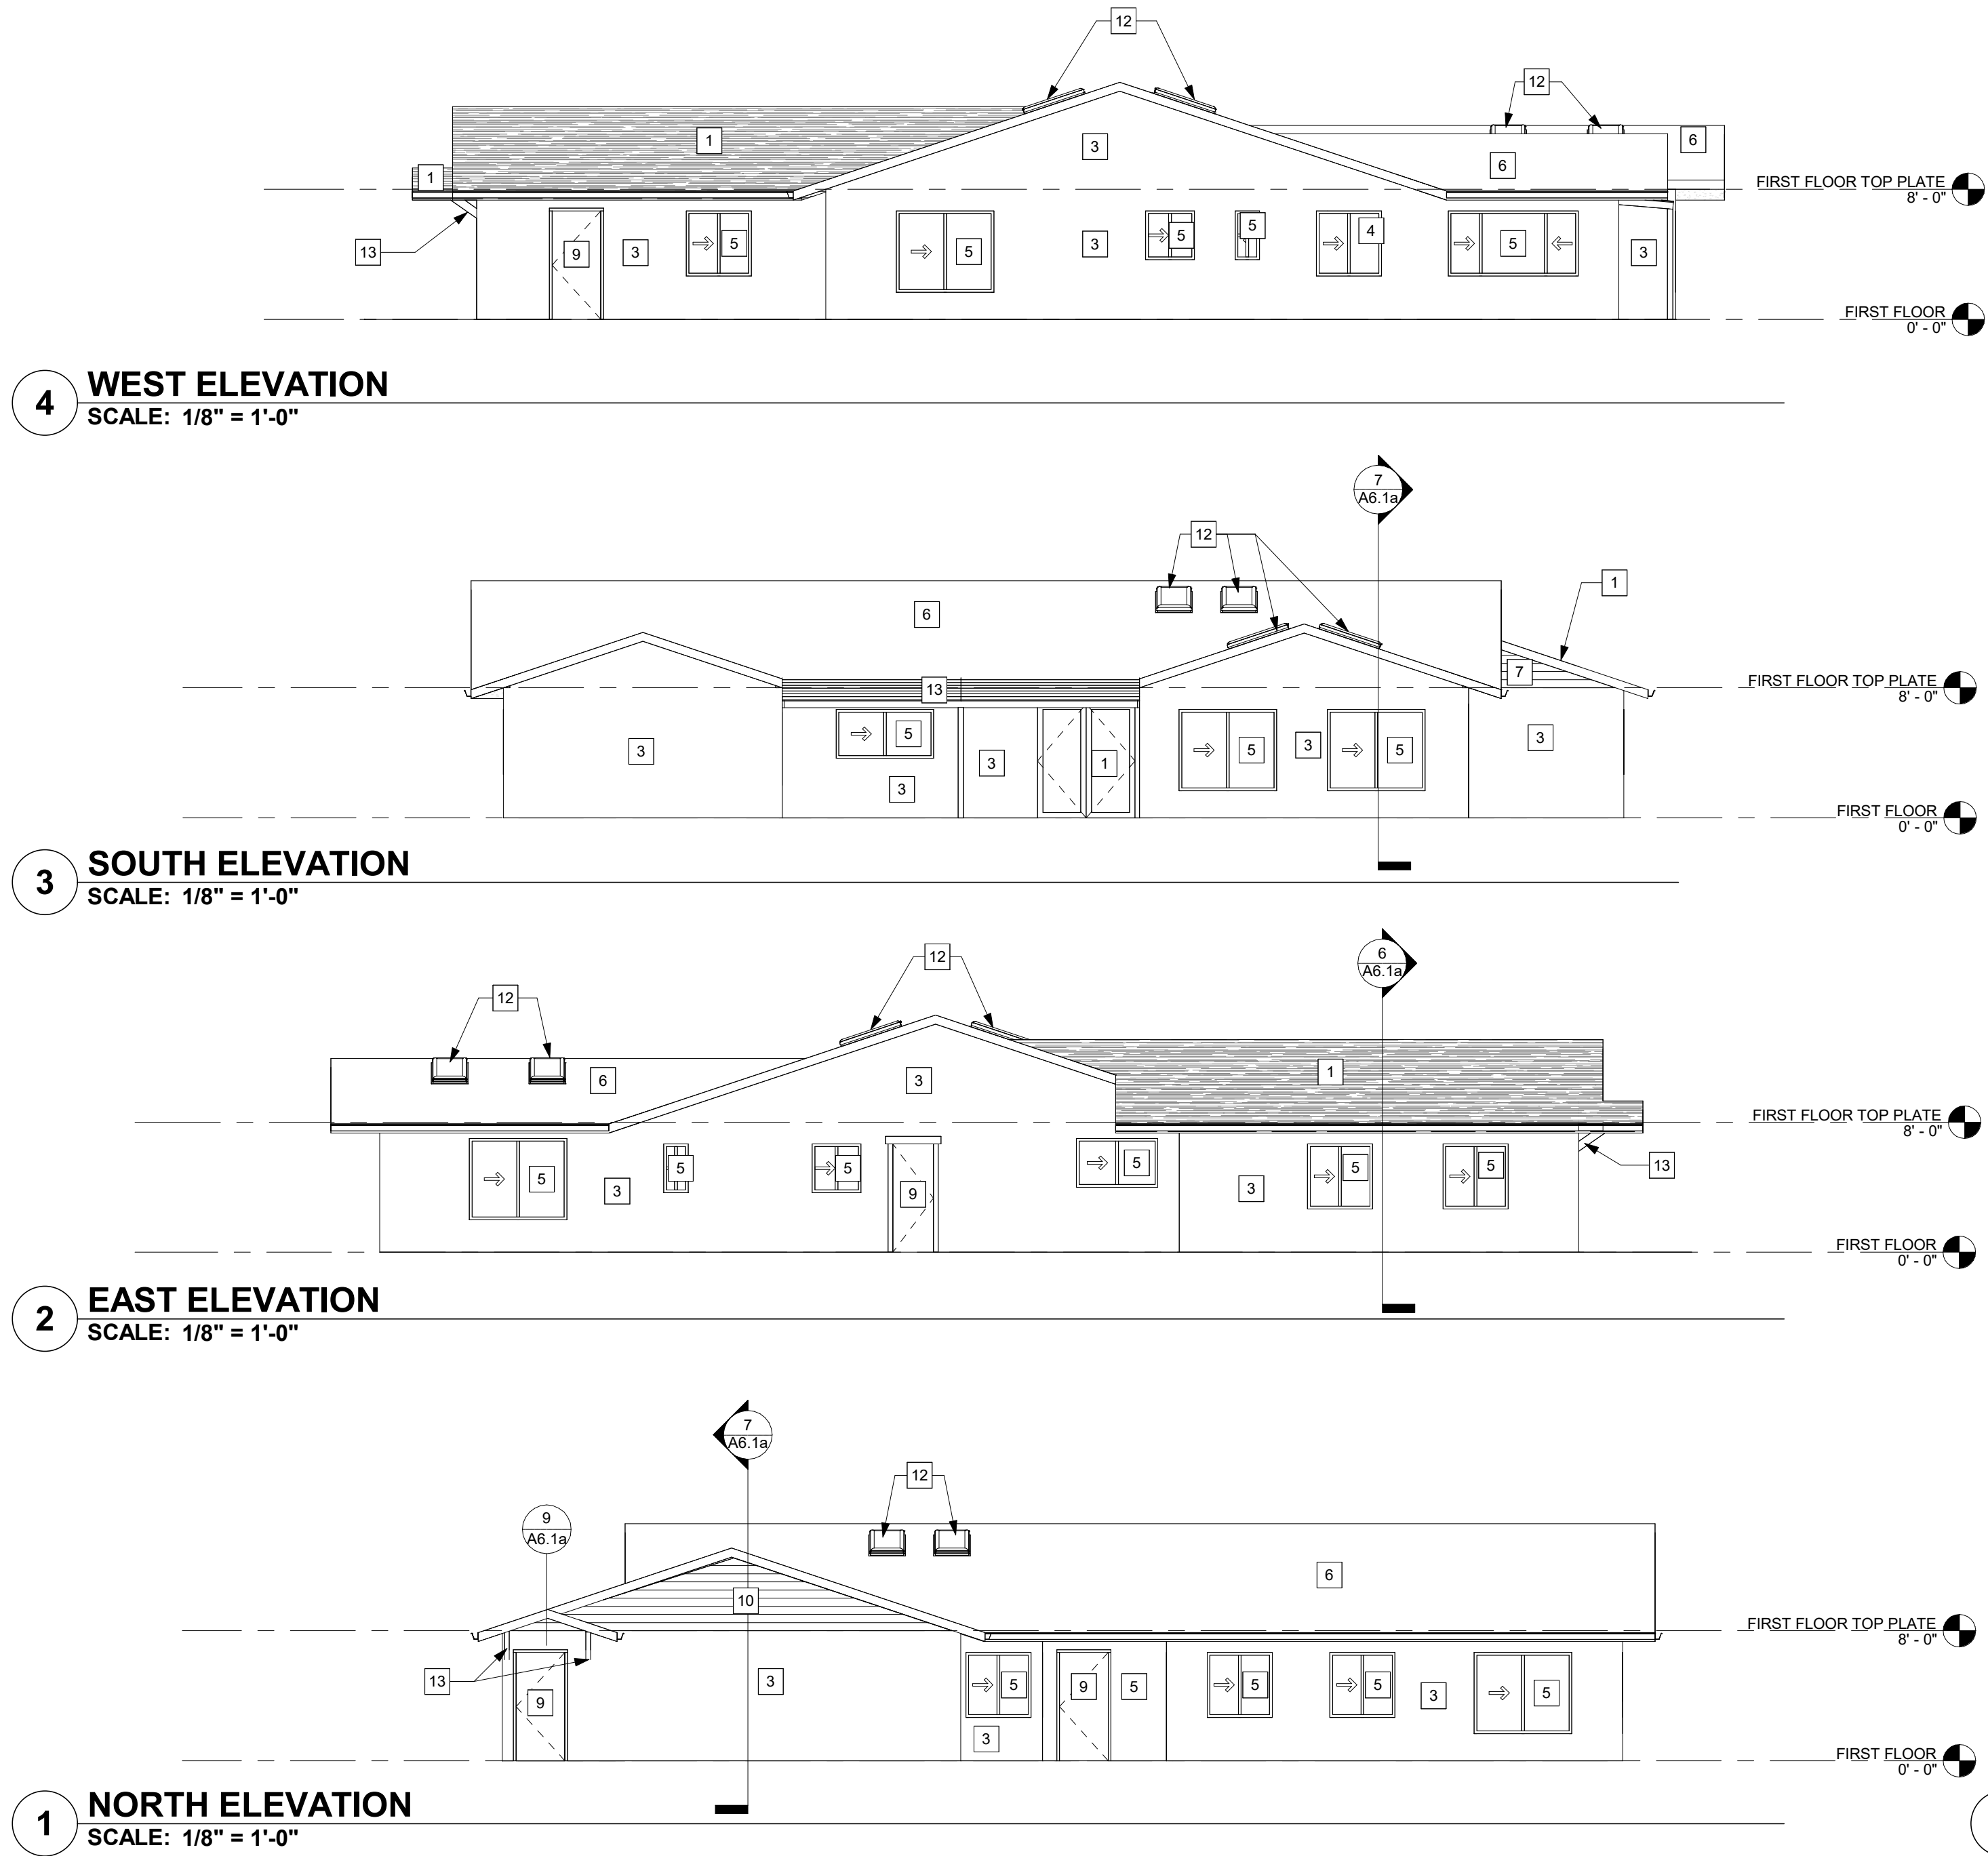 12
12
1
3
6
6
1
FIRST FLOOR TOP PLATE
8' - 0"
13
9
3
5
5
3
5
5
4
5
3
FIRST FLOOR
0' - 0"
4
WEST ELEVATION
SCALE: 1/8" = 1'-0"
7
A6.1a
12
1
6
7
13
FIRST FLOOR TOP PLATE
8' - 0"
3
5
3
3
1
5
3
5
3
FIRST FLOOR
0' - 0"
3
SOUTH ELEVATION
SCALE: 1/8" = 1'-0"
6
A6.1a
12
12
6
3
1
FIRST FLOOR TOP PLATE
8' - 0"
5
3
5
5
9
5
3
5
5
13
FIRST FLOOR
0' - 0"
2
EAST ELEVATION
SCALE: 1/8" = 1'-0"
7
A6.1a
12
9
A6.1a
10
6
FIRST FLOOR TOP PLATE
8' - 0"
13
9
3
5
3
9
5
5
5
3
5
FIRST FLOOR
0' - 0"
1
NORTH ELEVATION
SCALE: 1/8" = 1'-0"